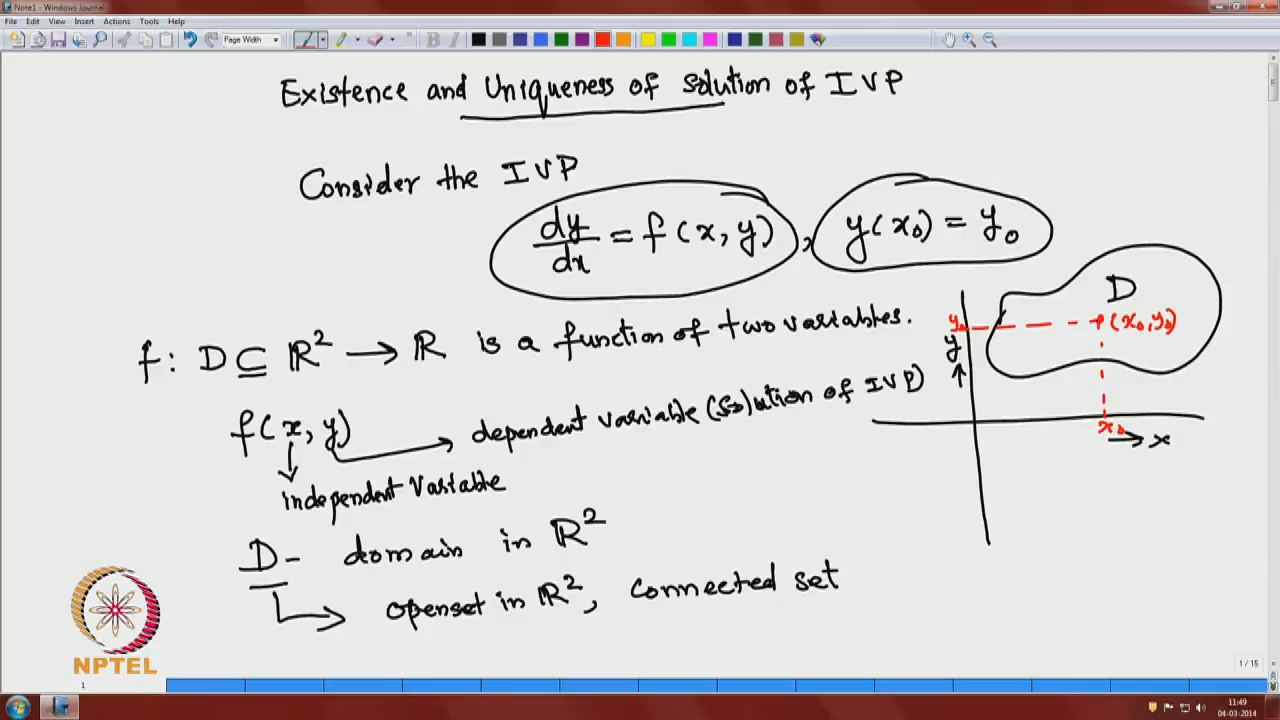 Note1 - Windows Journal
File Edit View Insert Actions Tools Help
Page Width
Existence and Uniqueness of solution of IVP
Consider the IVP
dy/dx = f(x, y), y(x₀) = y₀
D
(x₀, y₀)
y₀
y
x₀
x
f: D ⊆ ℝ² → ℝ is a function of two variables.
f(x, y) → dependent variable (solution of IVP)
independent variable
D - domain in ℝ²
openset in ℝ², connected set
NPTEL
1 / 15
1
11:49
04-03-2014